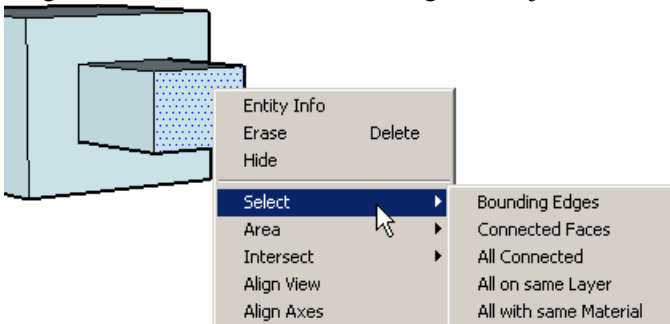 Entity Info
Erase Delete
Hide
Select Bounding Edges
Area Connected Faces
Intersect All Connected
Align View All on same Layer
Align Axes All with same Material